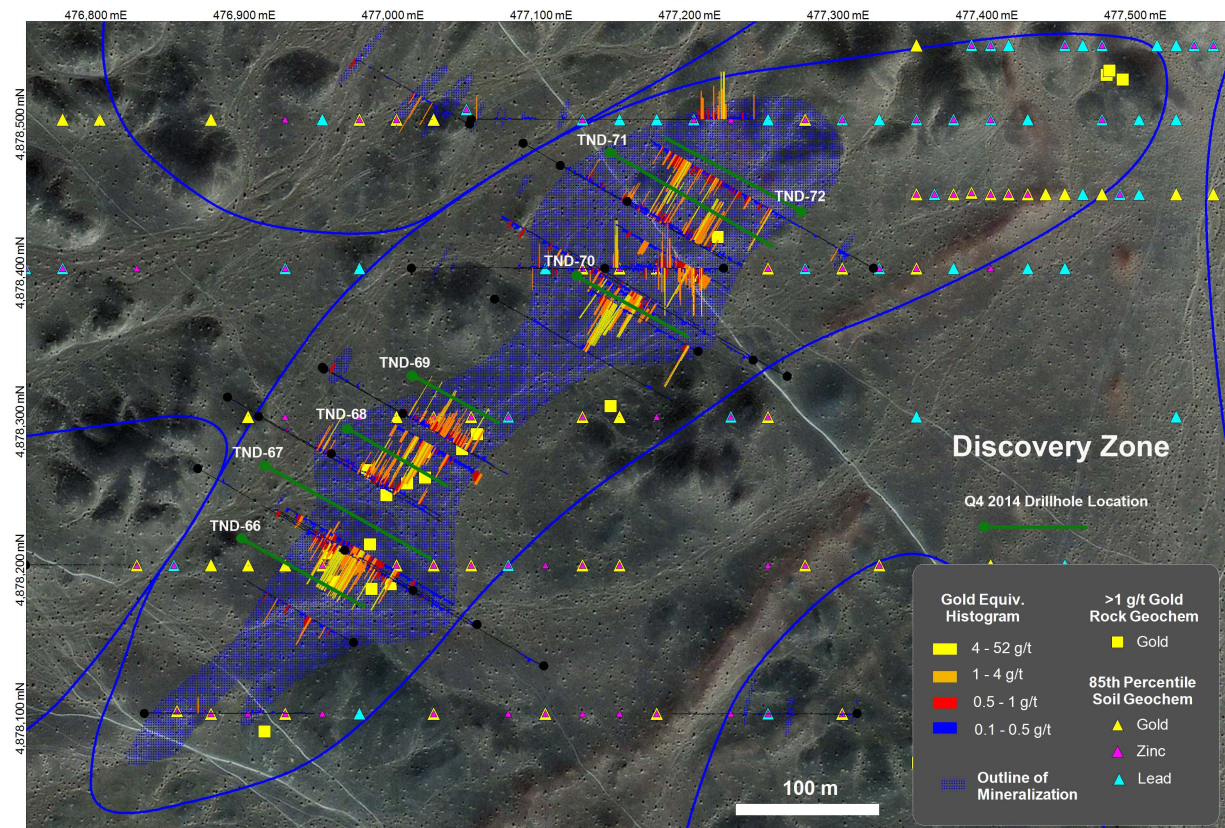 476,800 mE
476,900 mE
477,000 mE
477,100 mE
477,200 mE
477,300 mE
477,400 mE
477,500 mE
4,878,500 mN
4,878,400 mN
4,878,300 mN
4,878,200 mN
4,878,100 mN
TND-71
TND-72
TND-70
TND-69
TND-68
TND-67
TND-66
Discovery Zone
Q4 2014 Drillhole Location
Gold Equiv.
Histogram
4 - 52 g/t
1 - 4 g/t
0.5 - 1 g/t
0.1 - 0.5 g/t
Outline of
Mineralization
>1 g/t Gold
Rock Geochem
Gold
85th Percentile
Soil Geochem
Gold
Zinc
Lead
100 m